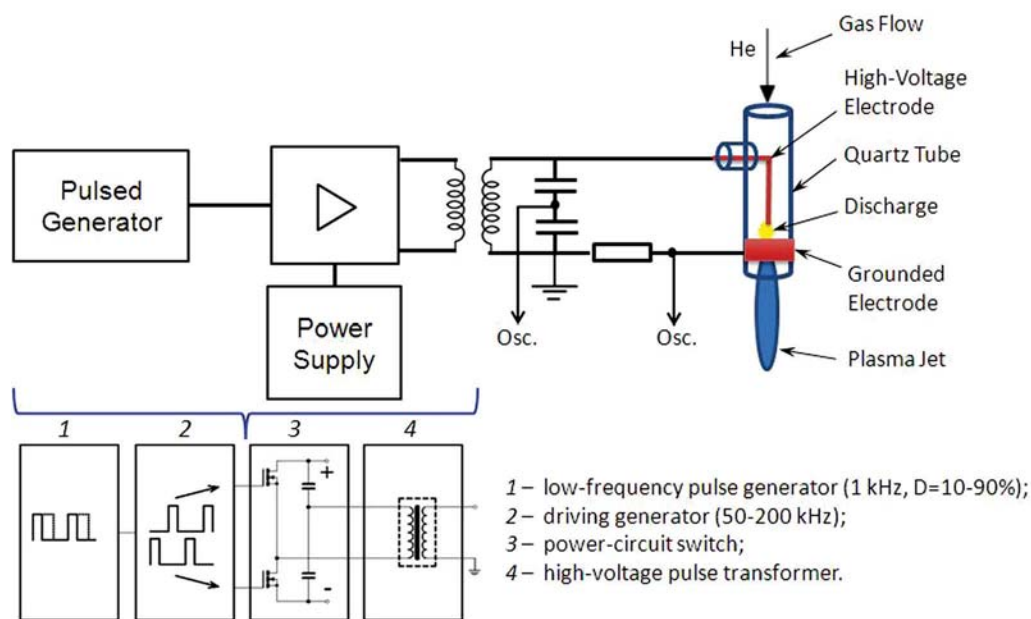 Gas Flow
He
High-Voltage
Electrode
Quartz Tube
Discharge
Grounded
Electrode
Plasma Jet
Pulsed
Generator
Power
Supply
Osc.
Osc.
1
2
3
4
+
-
1 – low-frequency pulse generator (1 kHz, D=10-90%);
2 – driving generator (50-200 kHz);
3 – power-circuit switch;
4 – high-voltage pulse transformer.